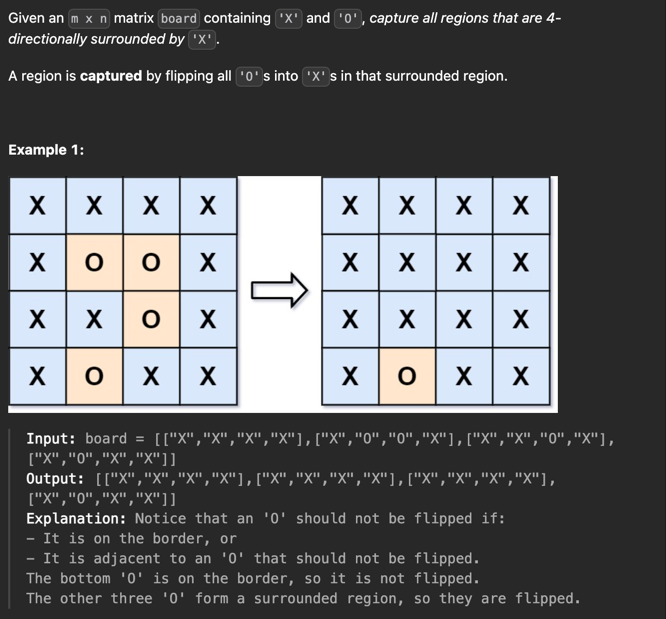 Given an m x n matrix board containing 'X' and 'O', capture all regions that are 4-
directionally surrounded by 'X'.
A region is captured by flipping all 'O's into 'X's in that surrounded region.
Example 1:
X X X X X X X X
X O O X X X X X
X X O X X X X X
X O X X X O X X
Input: board = [["X","X","X","X"],["X","O","O","X"],["X","X","O","X"],
["X","O","X","X"]]
Output: [["X","X","X","X"],["X","X","X","X"],["X","X","X","X"],
["X","O","X","X"]]
Explanation: Notice that an 'O' should not be flipped if:
- It is on the border, or
- It is adjacent to an 'O' that should not be flipped.
The bottom 'O' is on the border, so it is not flipped.
The other three 'O' form a surrounded region, so they are flipped.